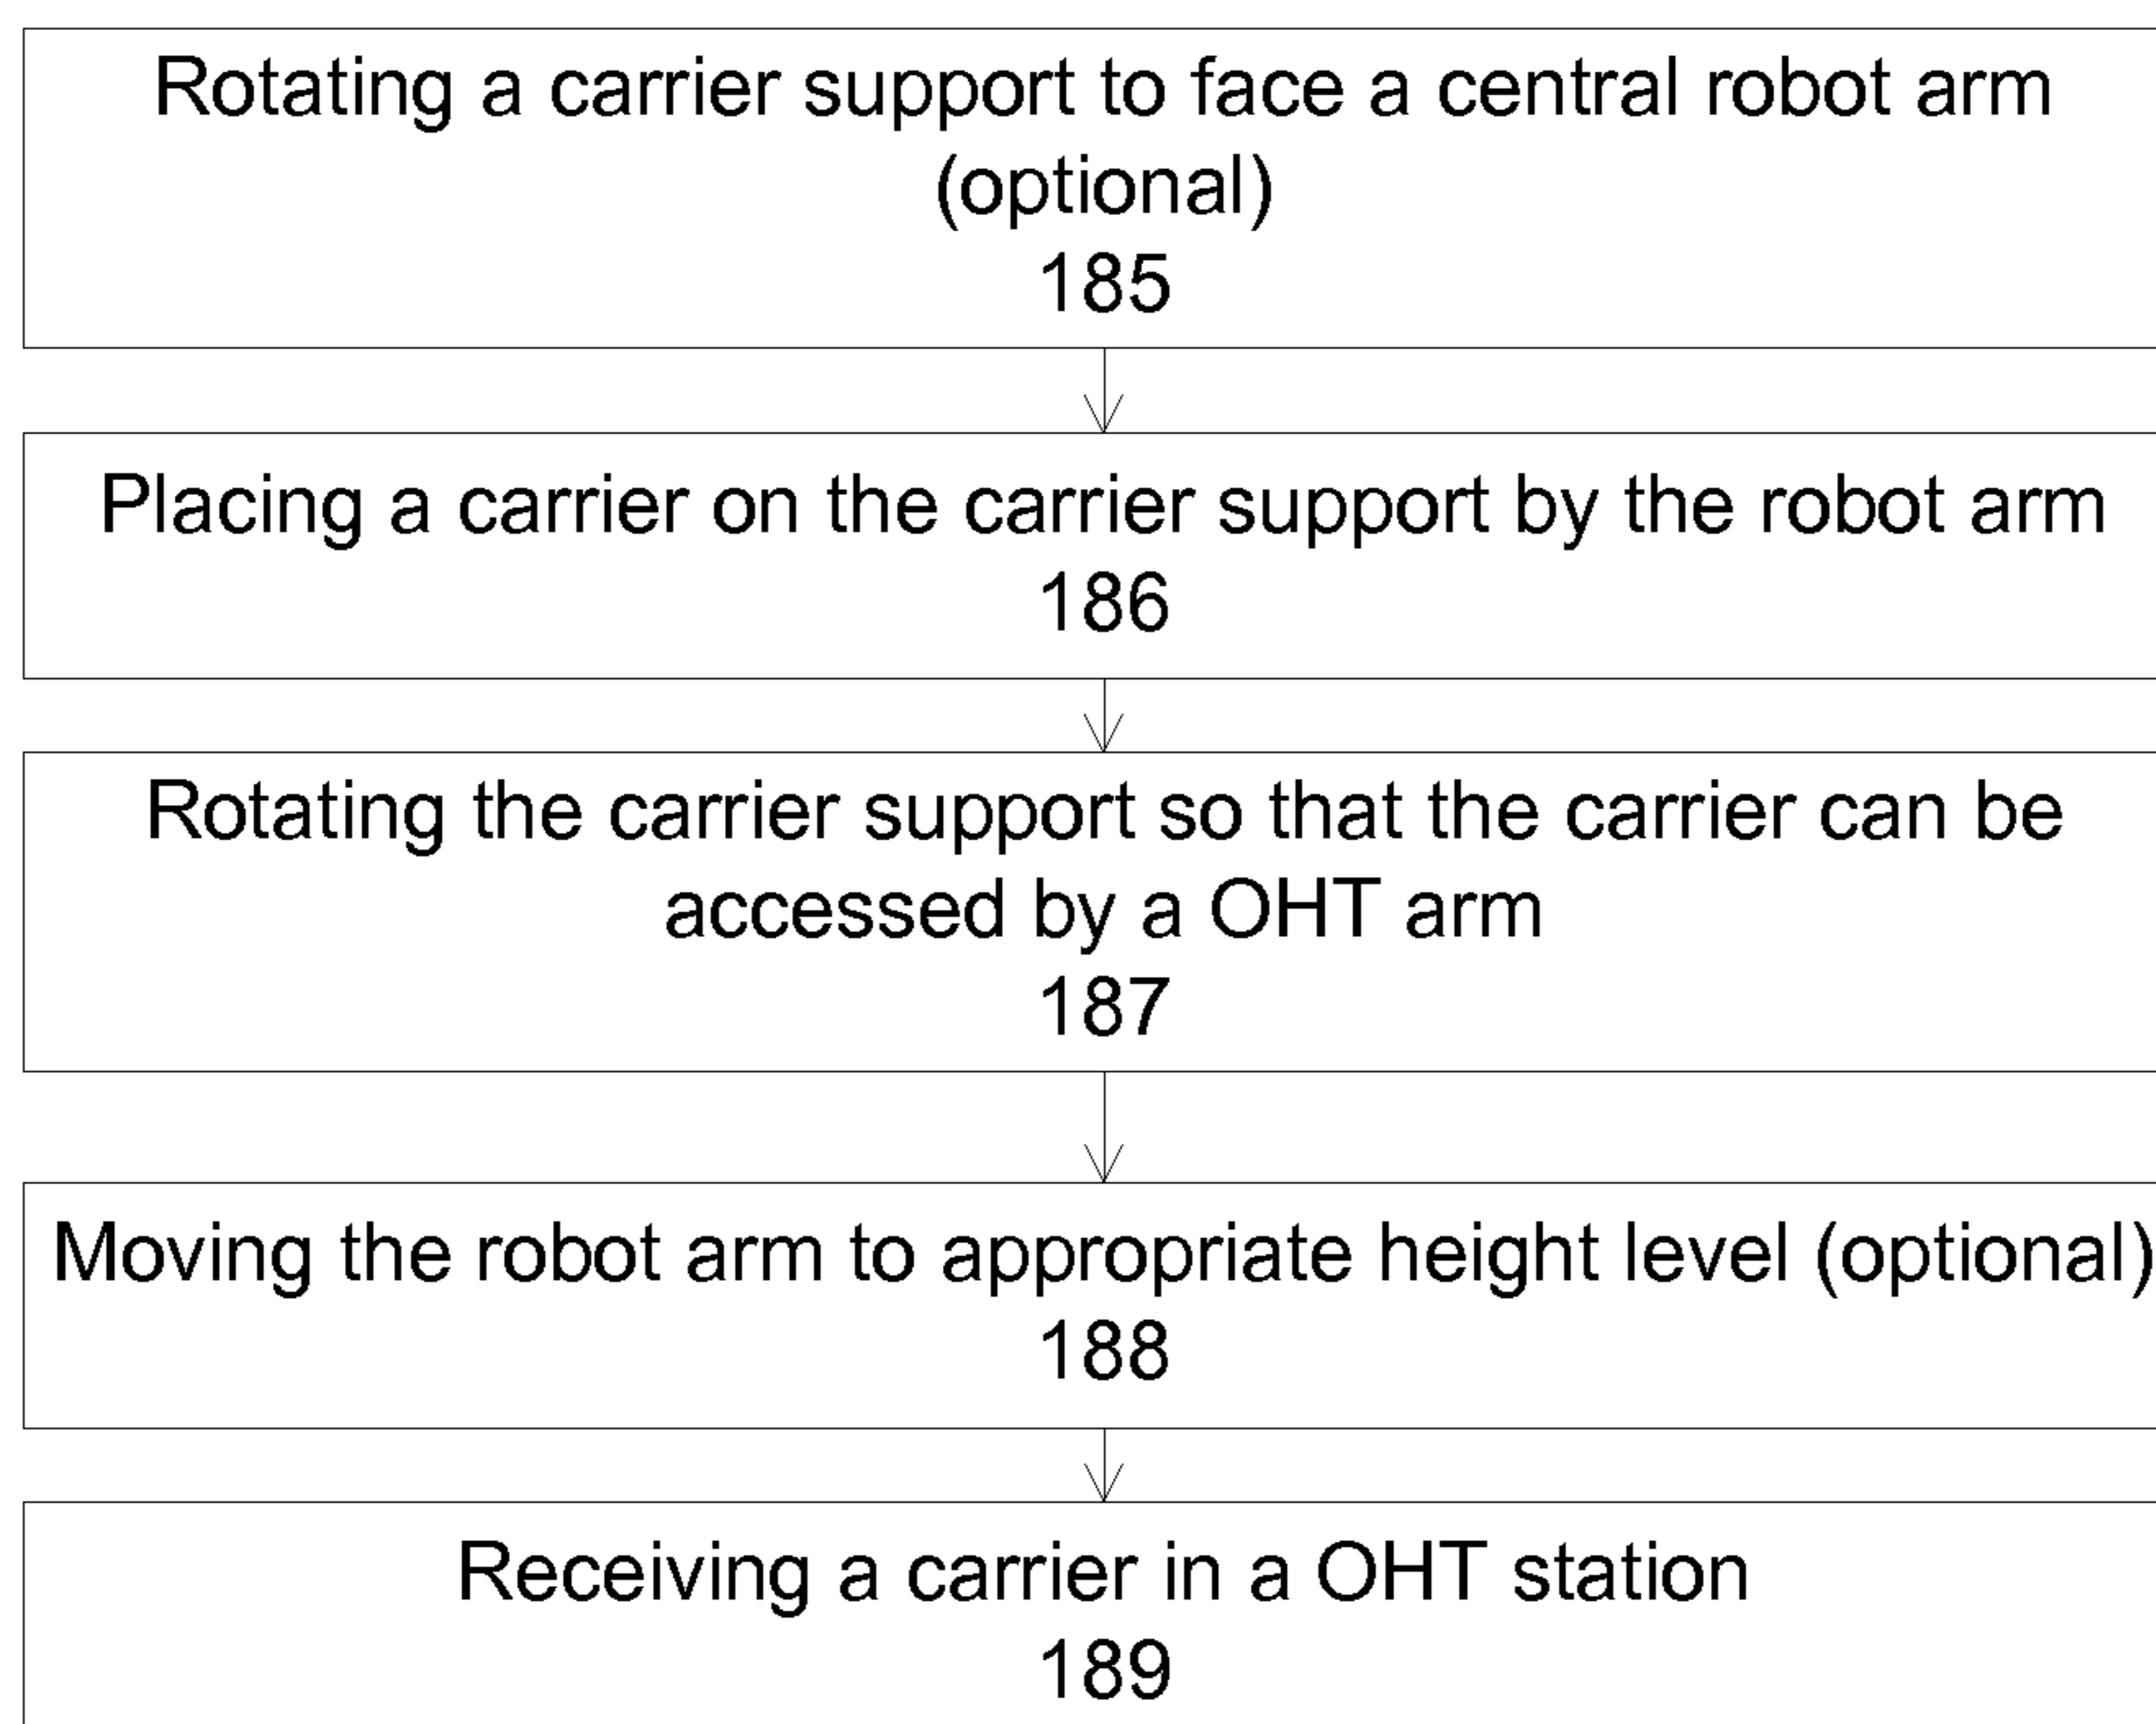 Rotating a carrier support to face a central robot arm
(optional)
185
Placing a carrier on the carrier support by the robot arm
186
Rotating the carrier support so that the carrier can be
accessed by a OHT arm
187
Moving the robot arm to appropriate height level (optional)
188
Receiving a carrier in a OHT station
189